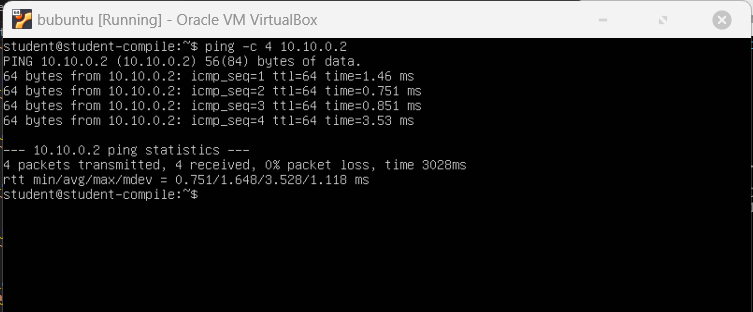 bubuntu [Running] - Oracle VM VirtualBox
student@student-compile:~$ ping -c 4 10.10.0.2
PING 10.10.0.2 (10.10.0.2) 56(84) bytes of data.
64 bytes from 10.10.0.2: icmp_seq=1 ttl=64 time=1.46 ms
64 bytes from 10.10.0.2: icmp_seq=2 ttl=64 time=0.751 ms
64 bytes from 10.10.0.2: icmp_seq=3 ttl=64 time=0.851 ms
64 bytes from 10.10.0.2: icmp_seq=4 ttl=64 time=3.53 ms
--- 10.10.0.2 ping statistics ---
4 packets transmitted, 4 received, 0% packet loss, time 3028ms
rtt min/avg/max/mdev = 0.751/1.648/3.528/1.118 ms
student@student-compile:~$